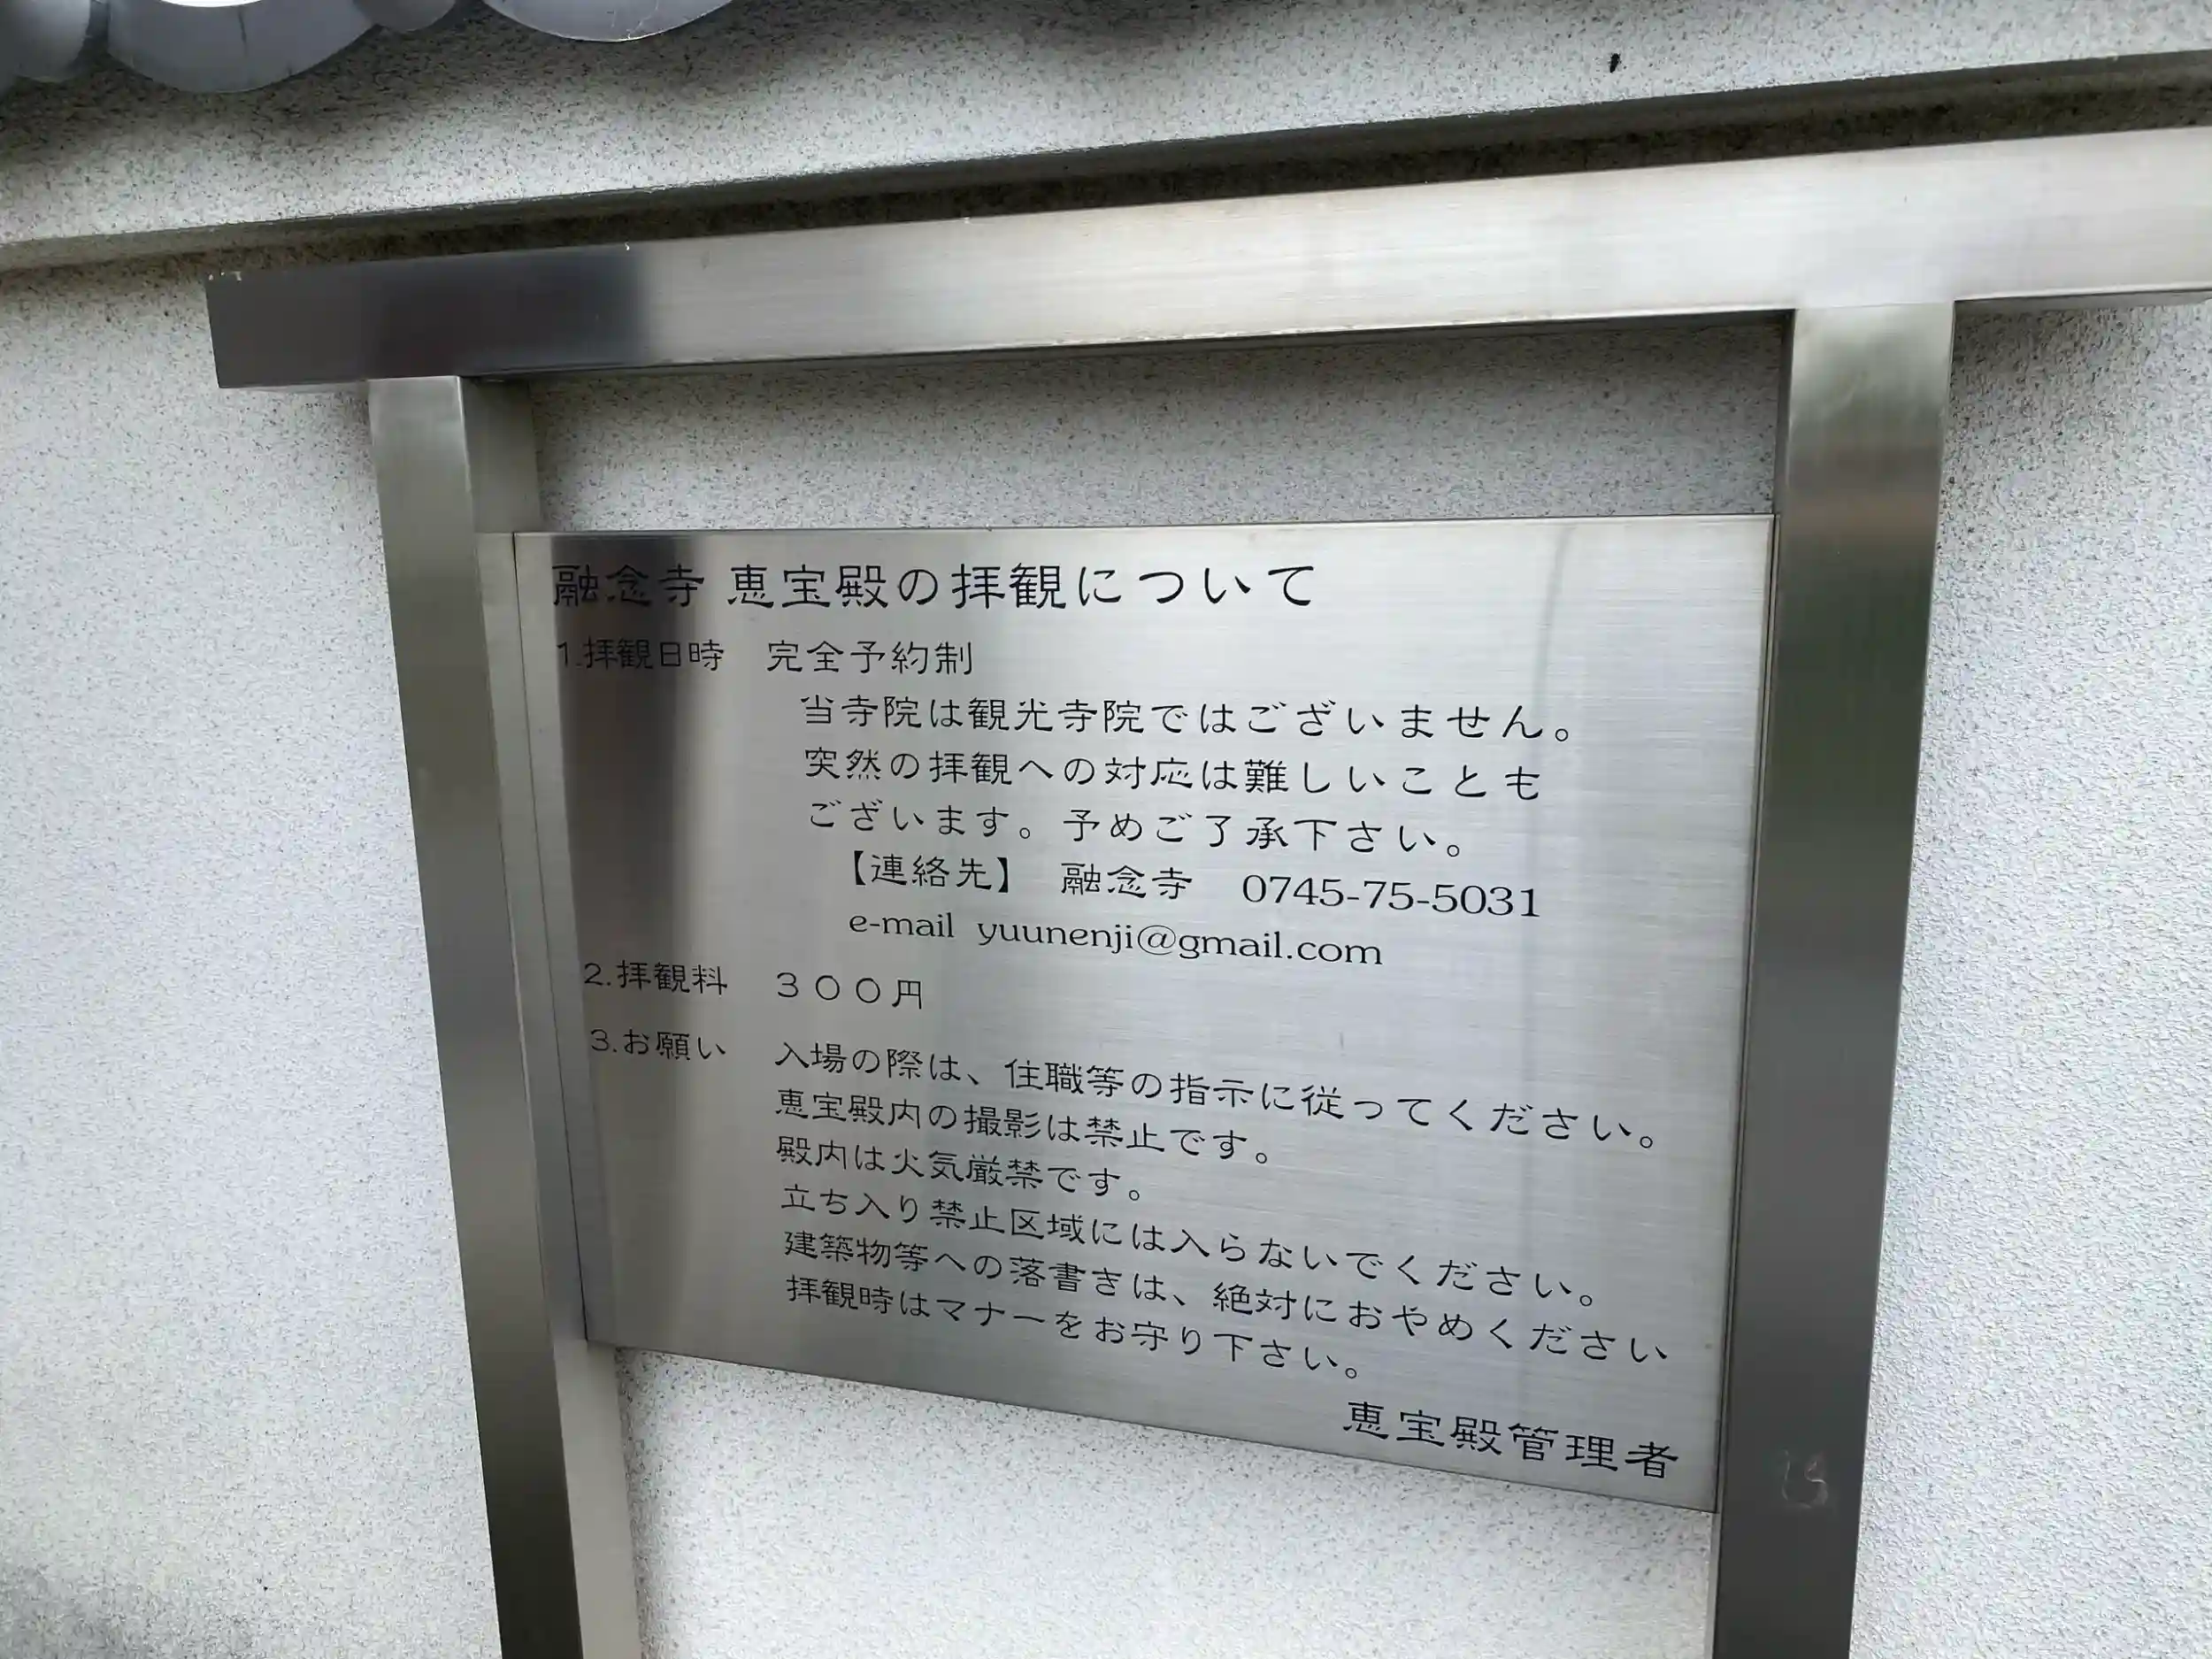 融念寺 恵宝殿の拝観について
1.拝観日時 完全予約制
当寺院は観光寺院ではございません。
突然の拝観への対応は難しいことも
ございます。予めご了承下さい。
【連絡先】 融念寺 0745-75-5031
e-mail yuunenji@gmail.com
2.拝観料 300円
3.お願い 入場の際は、住職等の指示に従ってください。
恵宝殿内の撮影は禁止です。
殿内は火気厳禁です。
立ち入り禁止区域には入らないでください。
建築物等への落書きは、絶対におやめください
拝観時はマナーをお守り下さい。
恵宝殿管理者